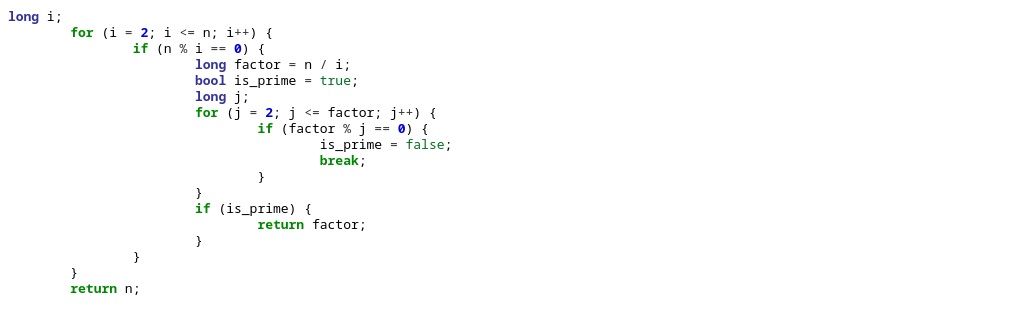 long i;
for (i = 2; i <= n; i++) {
if (n % i == 0) {
long factor = n / i;
bool is_prime = true;
long j;
for (j = 2; j <= factor; j++) {
if (factor % j == 0) {
is_prime = false;
break;
}
}
if (is_prime) {
return factor;
}
}
}
return n;